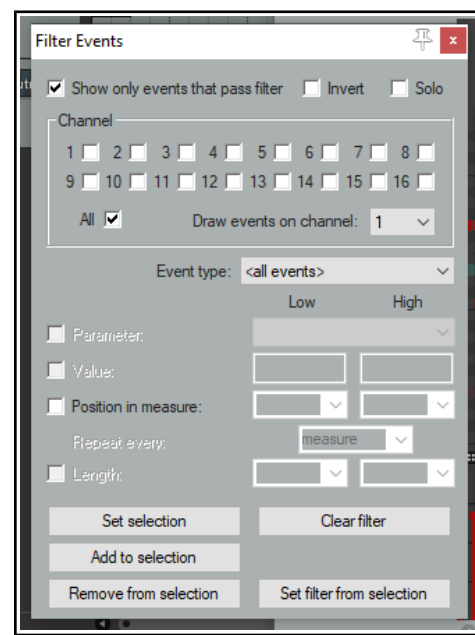 Filter Events
Show only events that pass filter Invert Solo
Channel
1 2 3 4 5 6 7 8
9 10 11 12 13 14 15 16
All Draw events on channel: 1
Event type: <all events>
Low High
Parameter:
Value:
Position in measure:
Repeat every: measure
Length:
Set selection Clear filter
Add to selection
Remove from selection Set filter from selection